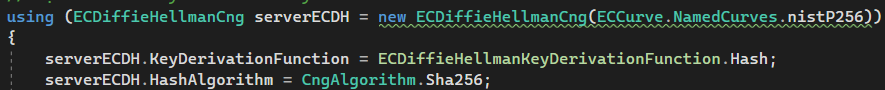 using (ECDiffieHellmanCng serverECDH = new ECDiffieHellmanCng(ECCurve.NamedCurves.nistP256))
{
serverECDH.KeyDerivationFunction = ECDiffieHellmanKeyDerivationFunction.Hash;
serverECDH.HashAlgorithm = CngAlgorithm.Sha256;